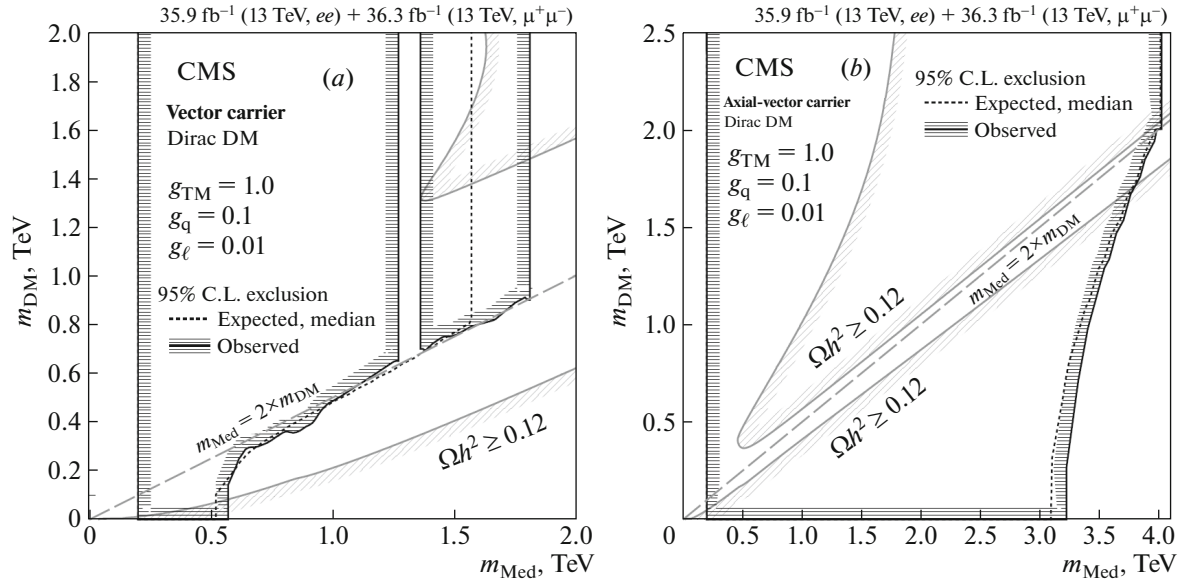 35.9 fb⁻¹ (13 TeV, ee) + 36.3 fb⁻¹ (13 TeV, μ⁺μ⁻)
CMS
(a)
Vector carrier
Dirac DM
g_TM = 1.0
g_q = 0.1
g_ℓ = 0.01
95% C.L. exclusion
Expected, median
Observed
m_Med = 2×m_DM
Ωh² ≥ 0.12
m_DM, TeV
2.0
1.8
1.6
1.4
1.2
1.0
0.8
0.6
0.4
0.2
0
0
0.5
1.0
1.5
2.0
m_Med, TeV
35.9 fb⁻¹ (13 TeV, ee) + 36.3 fb⁻¹ (13 TeV, μ⁺μ⁻)
CMS
(b)
Axial-vector carrier
Dirac DM
g_TM = 1.0
g_q = 0.1
g_ℓ = 0.01
95% C.L. exclusion
Expected, median
Observed
m_Med = 2×m_DM
Ωh² ≥ 0.12
Ωh² ≥ 0.12
m_DM, TeV
2.5
2.0
1.5
1.0
0.5
0
0.5
1.0
1.5
2.0
2.5
3.0
3.5
4.0
m_Med, TeV